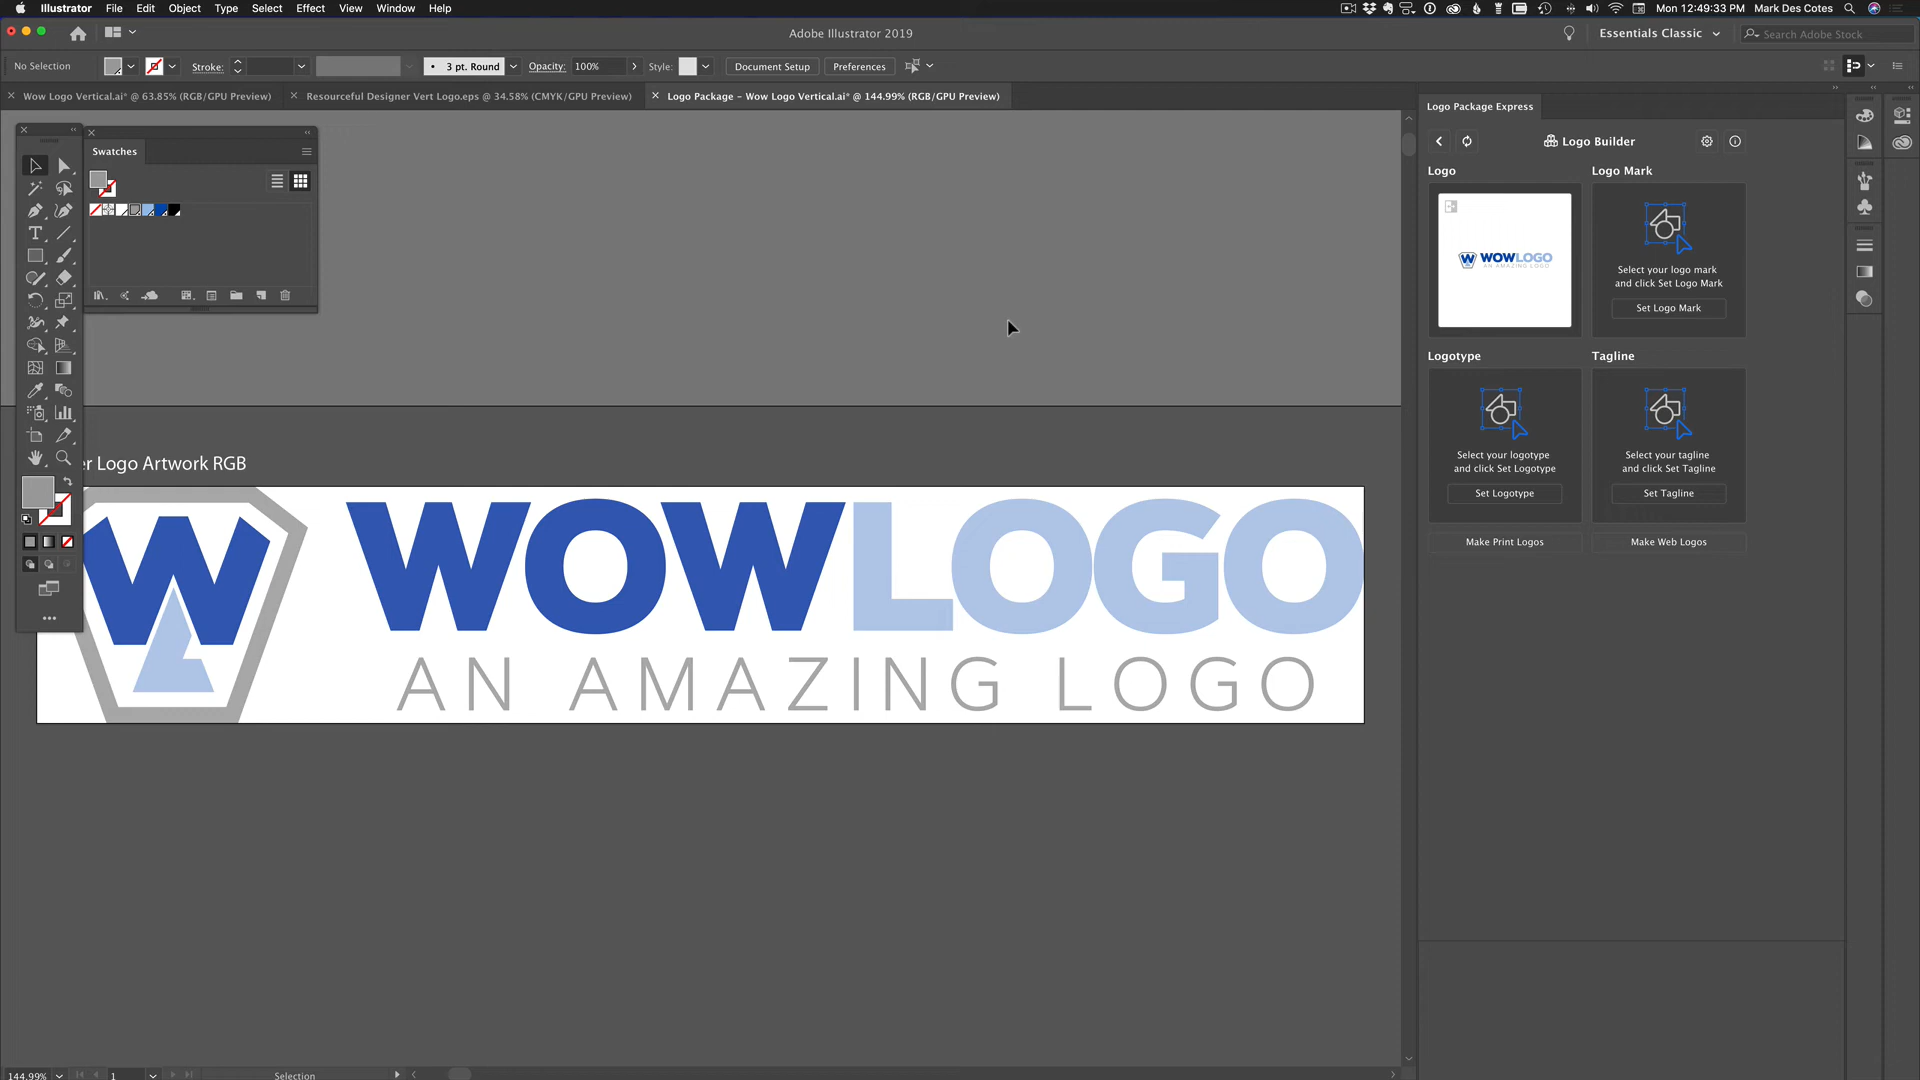 Illustrator File Edit Object Type Select Effect View Window Help
Mon 12:49:33 PM Mark Des Cotes
Adobe Illustrator 2019
Essentials Classic
Search Adobe Stock
No Selection
Stroke:
3 pt. Round
Opacity: 100%
Style:
Document Setup
Preferences
Wow Logo Vertical.ai* @ 63.85% (RGB/GPU Preview)
Resourceful Designer Vert Logo.eps @ 34.58% (CMYK/GPU Preview)
Logo Package – Wow Logo Vertical.ai* @ 144.99% (RGB/GPU Preview)
Swatches
er Logo Artwork RGB
W
WOWLOGO
AN AMAZING LOGO
Logo Package Express
Logo Builder
Logo
Logo Mark
W WOWLOGO
AN AMAZING LOGO
Select your logo mark
and click Set Logo Mark
Set Logo Mark
Logotype
Tagline
Select your logotype
and click Set Logotype
Set Logotype
Select your tagline
and click Set Tagline
Set Tagline
Make Print Logos
Make Web Logos
144.99%
1
Selection